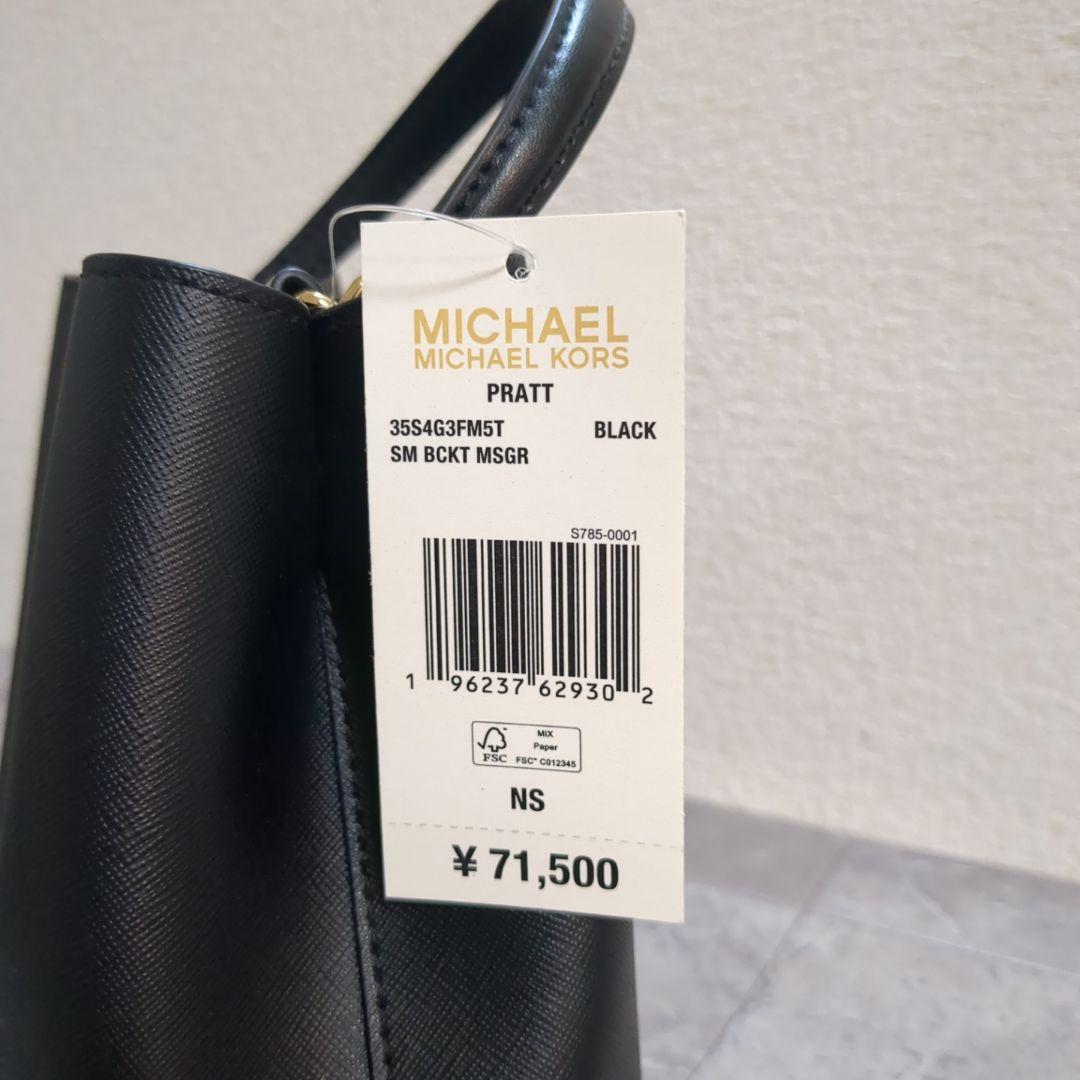 MICHAEL
MICHAEL KORS
PRATT
35S4G3FM5T BLACK
SM BCKT MSGR
S785-0001
1 96237 62930 2
FSC
MIX
Paper
FSC® C012345
NS
¥ 71,500